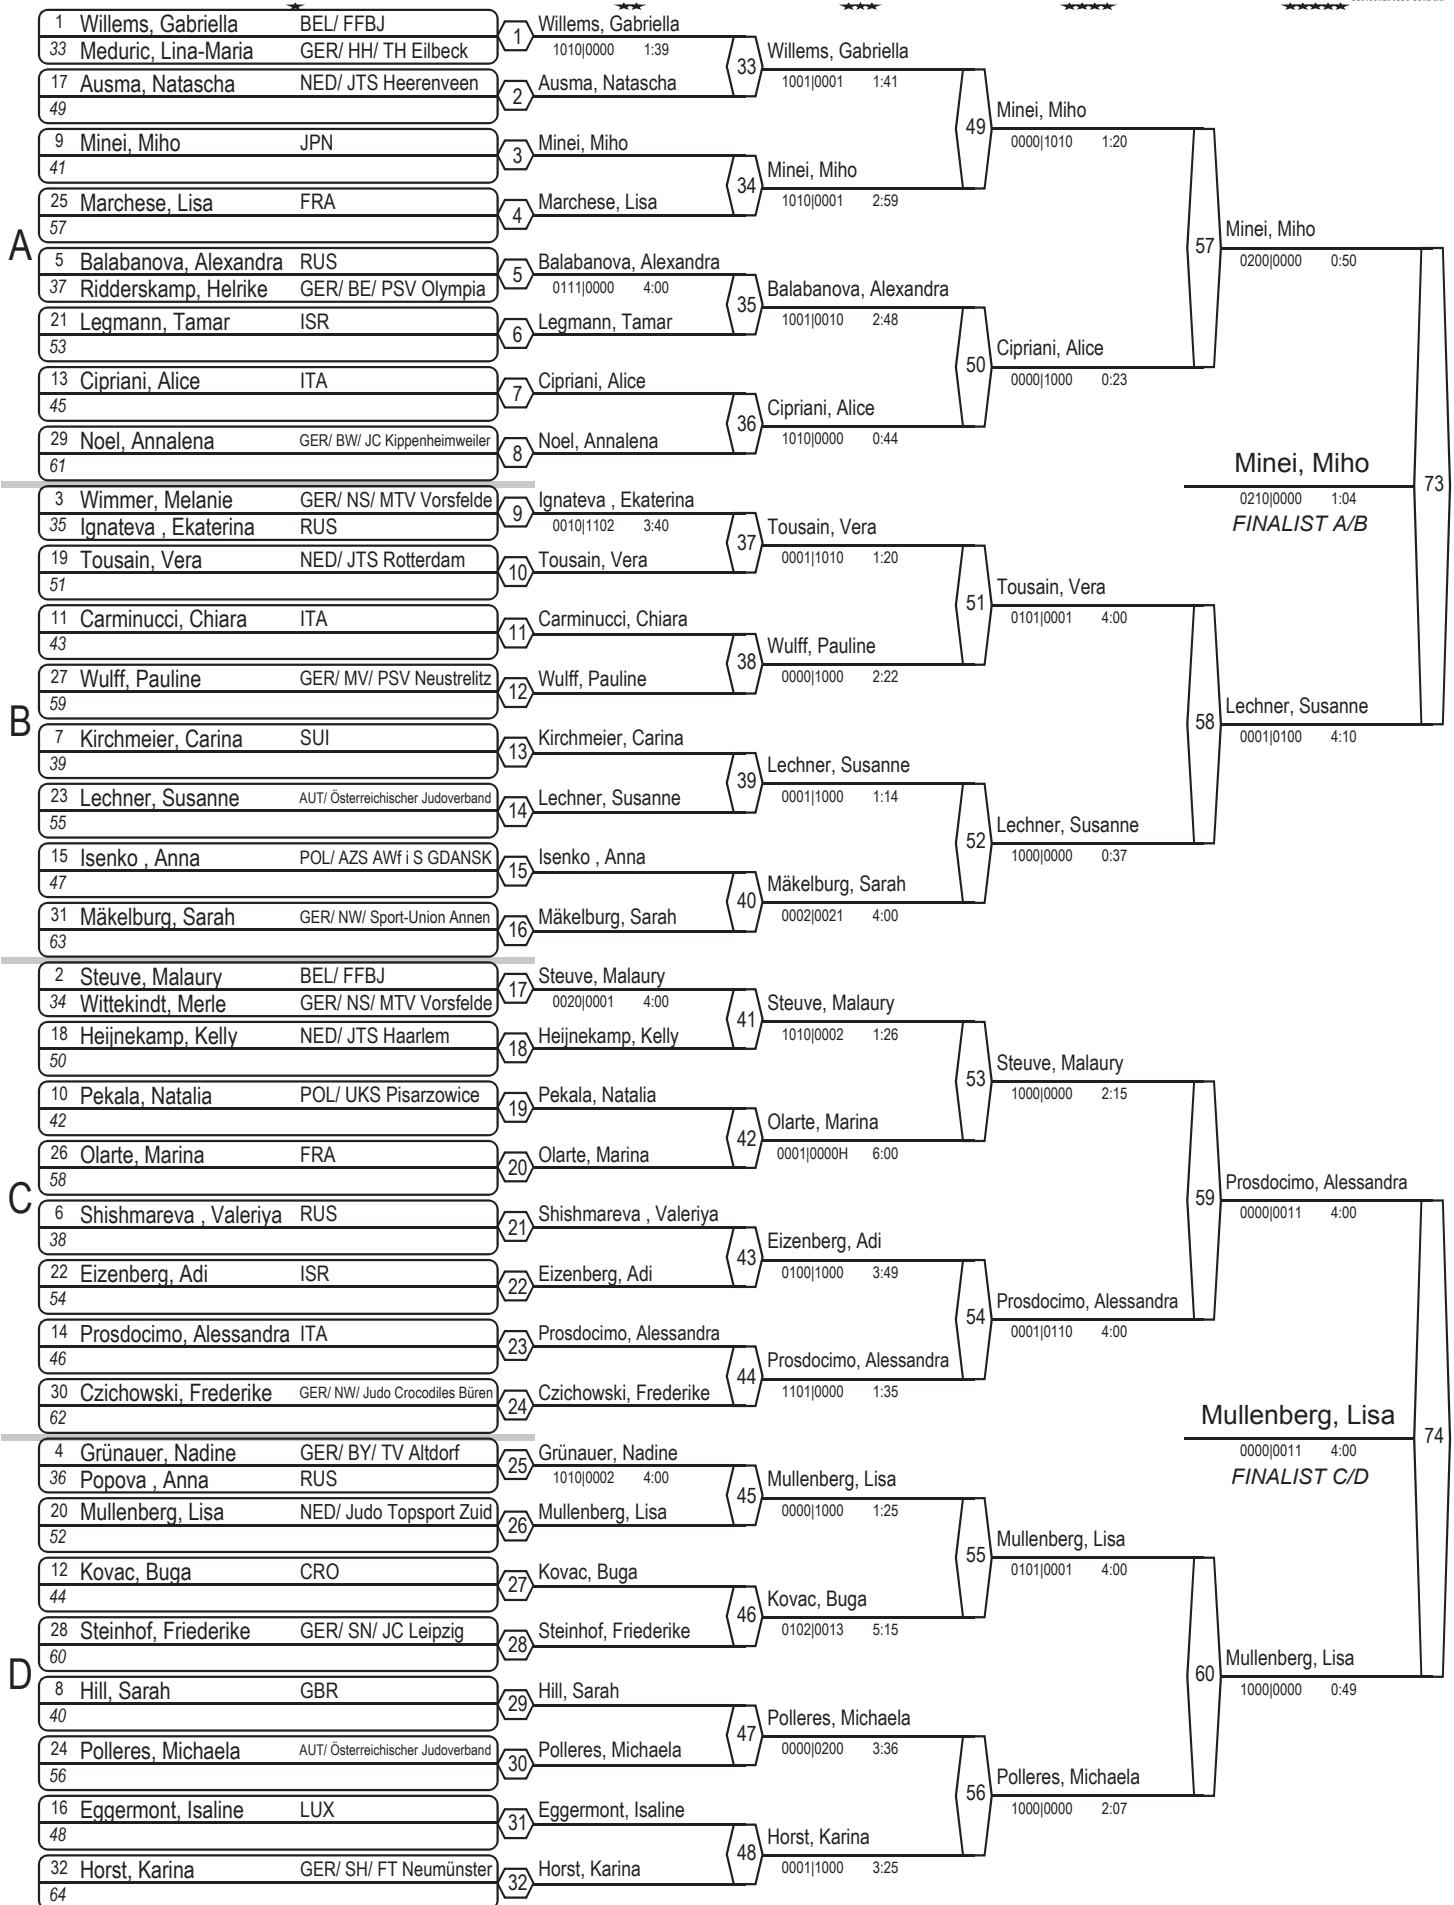 A
1 Willems, Gabriella BEL/ FFBJ
33 Meduric, Lina-Maria GER/ HH/ TH Eilbeck
17 Ausma, Natascha NED/ JTS Heerenveen
49
9 Minei, Miho JPN
41
25 Marchese, Lisa FRA
57
5 Balabanova, Alexandra RUS
37 Ridderskamp, Helrike GER/ BE/ PSV Olympia
21 Legmann, Tamar ISR
53
13 Cipriani, Alice ITA
45
29 Noel, Annalena GER/ BW/ JC Kippenheimweiler
61
B
3 Wimmer, Melanie GER/ NS/ MTV Vorsfelde
35 Ignateva , Ekaterina RUS
19 Tousain, Vera NED/ JTS Rotterdam
51
11 Carminucci, Chiara ITA
43
27 Wulff, Pauline GER/ MV/ PSV Neustrelitz
59
7 Kirchmeier, Carina SUI
39
23 Lechner, Susanne AUT/ Österreichischer Judoverband
55
15 Isenko , Anna POL/ AZS AWf i S GDANSK
47
31 Mäkelburg, Sarah GER/ NW/ Sport-Union Annen
63
C
2 Steuve, Malaury BEL/ FFBJ
34 Wittekindt, Merle GER/ NS/ MTV Vorsfelde
18 Heijnekamp, Kelly NED/ JTS Haarlem
50
10 Pekala, Natalia POL/ UKS Pisarzowice
42
26 Olarte, Marina FRA
58
6 Shishmareva , Valeriya RUS
38
22 Eizenberg, Adi ISR
54
14 Prosdocimo, Alessandra ITA
46
30 Czichowski, Frederike GER/ NW/ Judo Crocodiles Büren
62
D
4 Grünauer, Nadine GER/ BY/ TV Altdorf
36 Popova , Anna RUS
20 Mullenberg, Lisa NED/ Judo Topsport Zuid
52
12 Kovac, Buga CRO
44
28 Steinhof, Friederike GER/ SN/ JC Leipzig
60
8 Hill, Sarah GBR
40
24 Polleres, Michaela AUT/ Österreichischer Judoverband
56
16 Eggermont, Isaline LUX
48
32 Horst, Karina GER/ SH/ FT Neumünster
64
1 Willems, Gabriella
1010|0000 1:39
2 Ausma, Natascha
3 Minei, Miho
4 Marchese, Lisa
5 Balabanova, Alexandra
0111|0000 4:00
6 Legmann, Tamar
7 Cipriani, Alice
8 Noel, Annalena
9 Ignateva , Ekaterina
0010|1102 3:40
10 Tousain, Vera
11 Carminucci, Chiara
12 Wulff, Pauline
13 Kirchmeier, Carina
14 Lechner, Susanne
15 Isenko , Anna
16 Mäkelburg, Sarah
17 Steuve, Malaury
0020|0001 4:00
18 Heijnekamp, Kelly
19 Pekala, Natalia
20 Olarte, Marina
21 Shishmareva , Valeriya
22 Eizenberg, Adi
23 Prosdocimo, Alessandra
24 Czichowski, Frederike
25 Grünauer, Nadine
1010|0002 4:00
26 Mullenberg, Lisa
27 Kovac, Buga
28 Steinhof, Friederike
29 Hill, Sarah
30 Polleres, Michaela
31 Eggermont, Isaline
32 Horst, Karina
33 Willems, Gabriella
1001|0001 1:41
34 Minei, Miho
1010|0001 2:59
35 Balabanova, Alexandra
1001|0010 2:48
36 Cipriani, Alice
1010|0000 0:44
37 Tousain, Vera
0001|1010 1:20
38 Wulff, Pauline
0000|1000 2:22
39 Lechner, Susanne
0001|1000 1:14
40 Mäkelburg, Sarah
0002|0021 4:00
41 Steuve, Malaury
1010|0002 1:26
42 Olarte, Marina
0001|0000H 6:00
43 Eizenberg, Adi
0100|1000 3:49
44 Prosdocimo, Alessandra
1101|0000 1:35
45 Mullenberg, Lisa
0000|1000 1:25
46 Kovac, Buga
0102|0013 5:15
47 Polleres, Michaela
0000|0200 3:36
48 Horst, Karina
0001|1000 3:25
49 Minei, Miho
0000|1010 1:20
50 Cipriani, Alice
0000|1000 0:23
51 Tousain, Vera
0101|0001 4:00
52 Lechner, Susanne
1000|0000 0:37
53 Steuve, Malaury
1000|0000 2:15
54 Prosdocimo, Alessandra
0001|0110 4:00
55 Mullenberg, Lisa
0101|0001 4:00
56 Polleres, Michaela
1000|0000 2:07
57 Minei, Miho
0200|0000 0:50
58 Lechner, Susanne
0001|0100 4:10
59 Prosdocimo, Alessandra
0000|0011 4:00
60 Mullenberg, Lisa
1000|0000 0:49
Minei, Miho 73
0210|0000 1:04
FINALIST A/B
Mullenberg, Lisa 74
0000|0011 4:00
FINALIST C/D